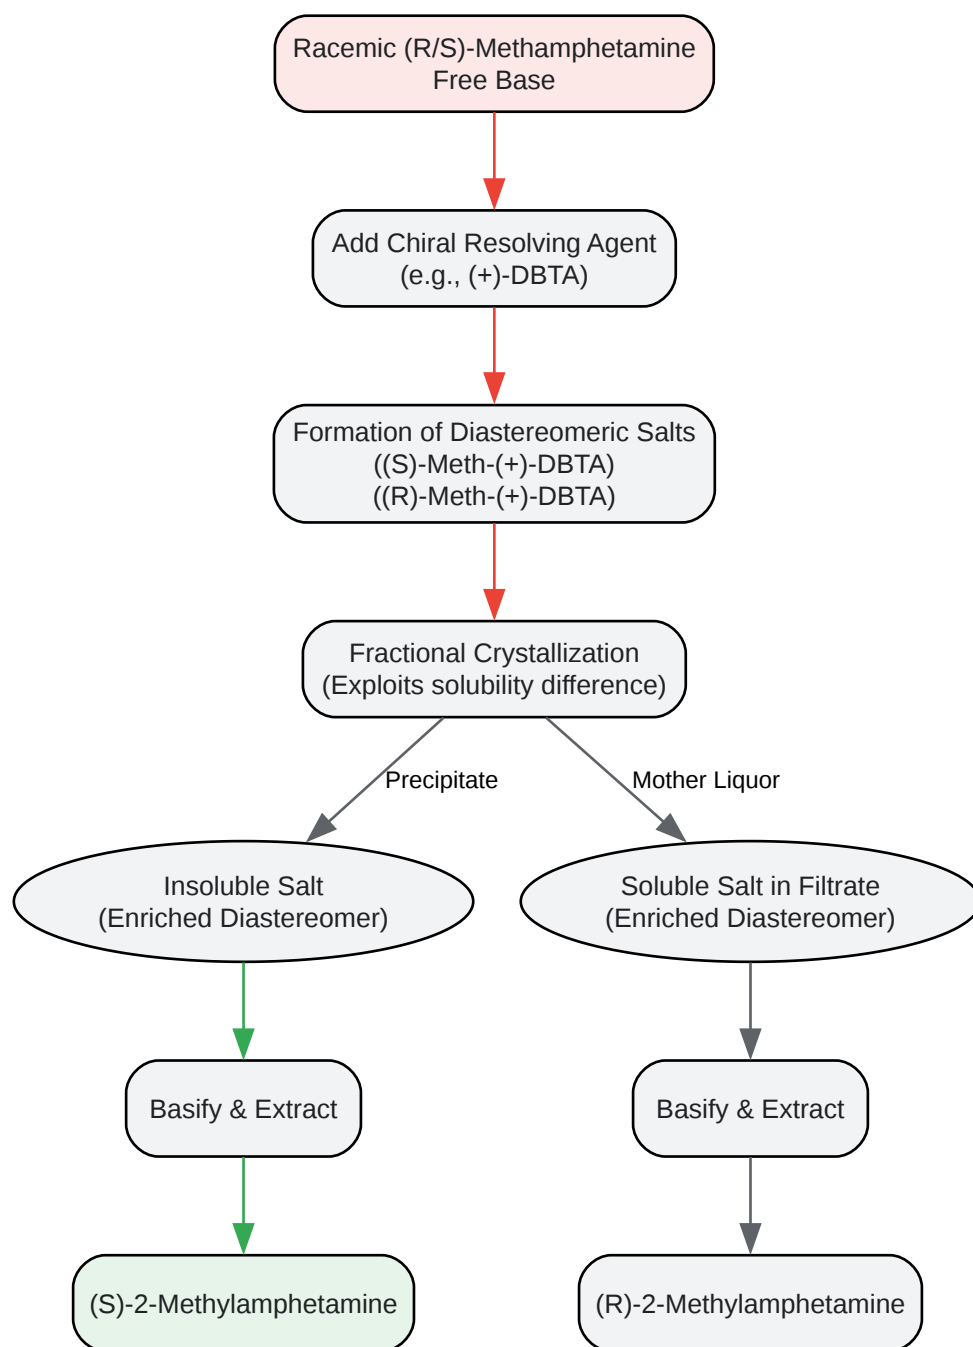 Racemic (R/S)-Methamphetamine
Free Base
Add Chiral Resolving Agent
(e.g., (+)-DBTA)
Formation of Diastereomeric Salts
((S)-Meth-(+)-DBTA)
((R)-Meth-(+)-DBTA)
Fractional Crystallization
(Exploits solubility difference)
Precipitate
Mother Liquor
Insoluble Salt
(Enriched Diastereomer)
Soluble Salt in Filtrate
(Enriched Diastereomer)
Basify & Extract
Basify & Extract
(S)-2-Methylamphetamine
(R)-2-Methylamphetamine